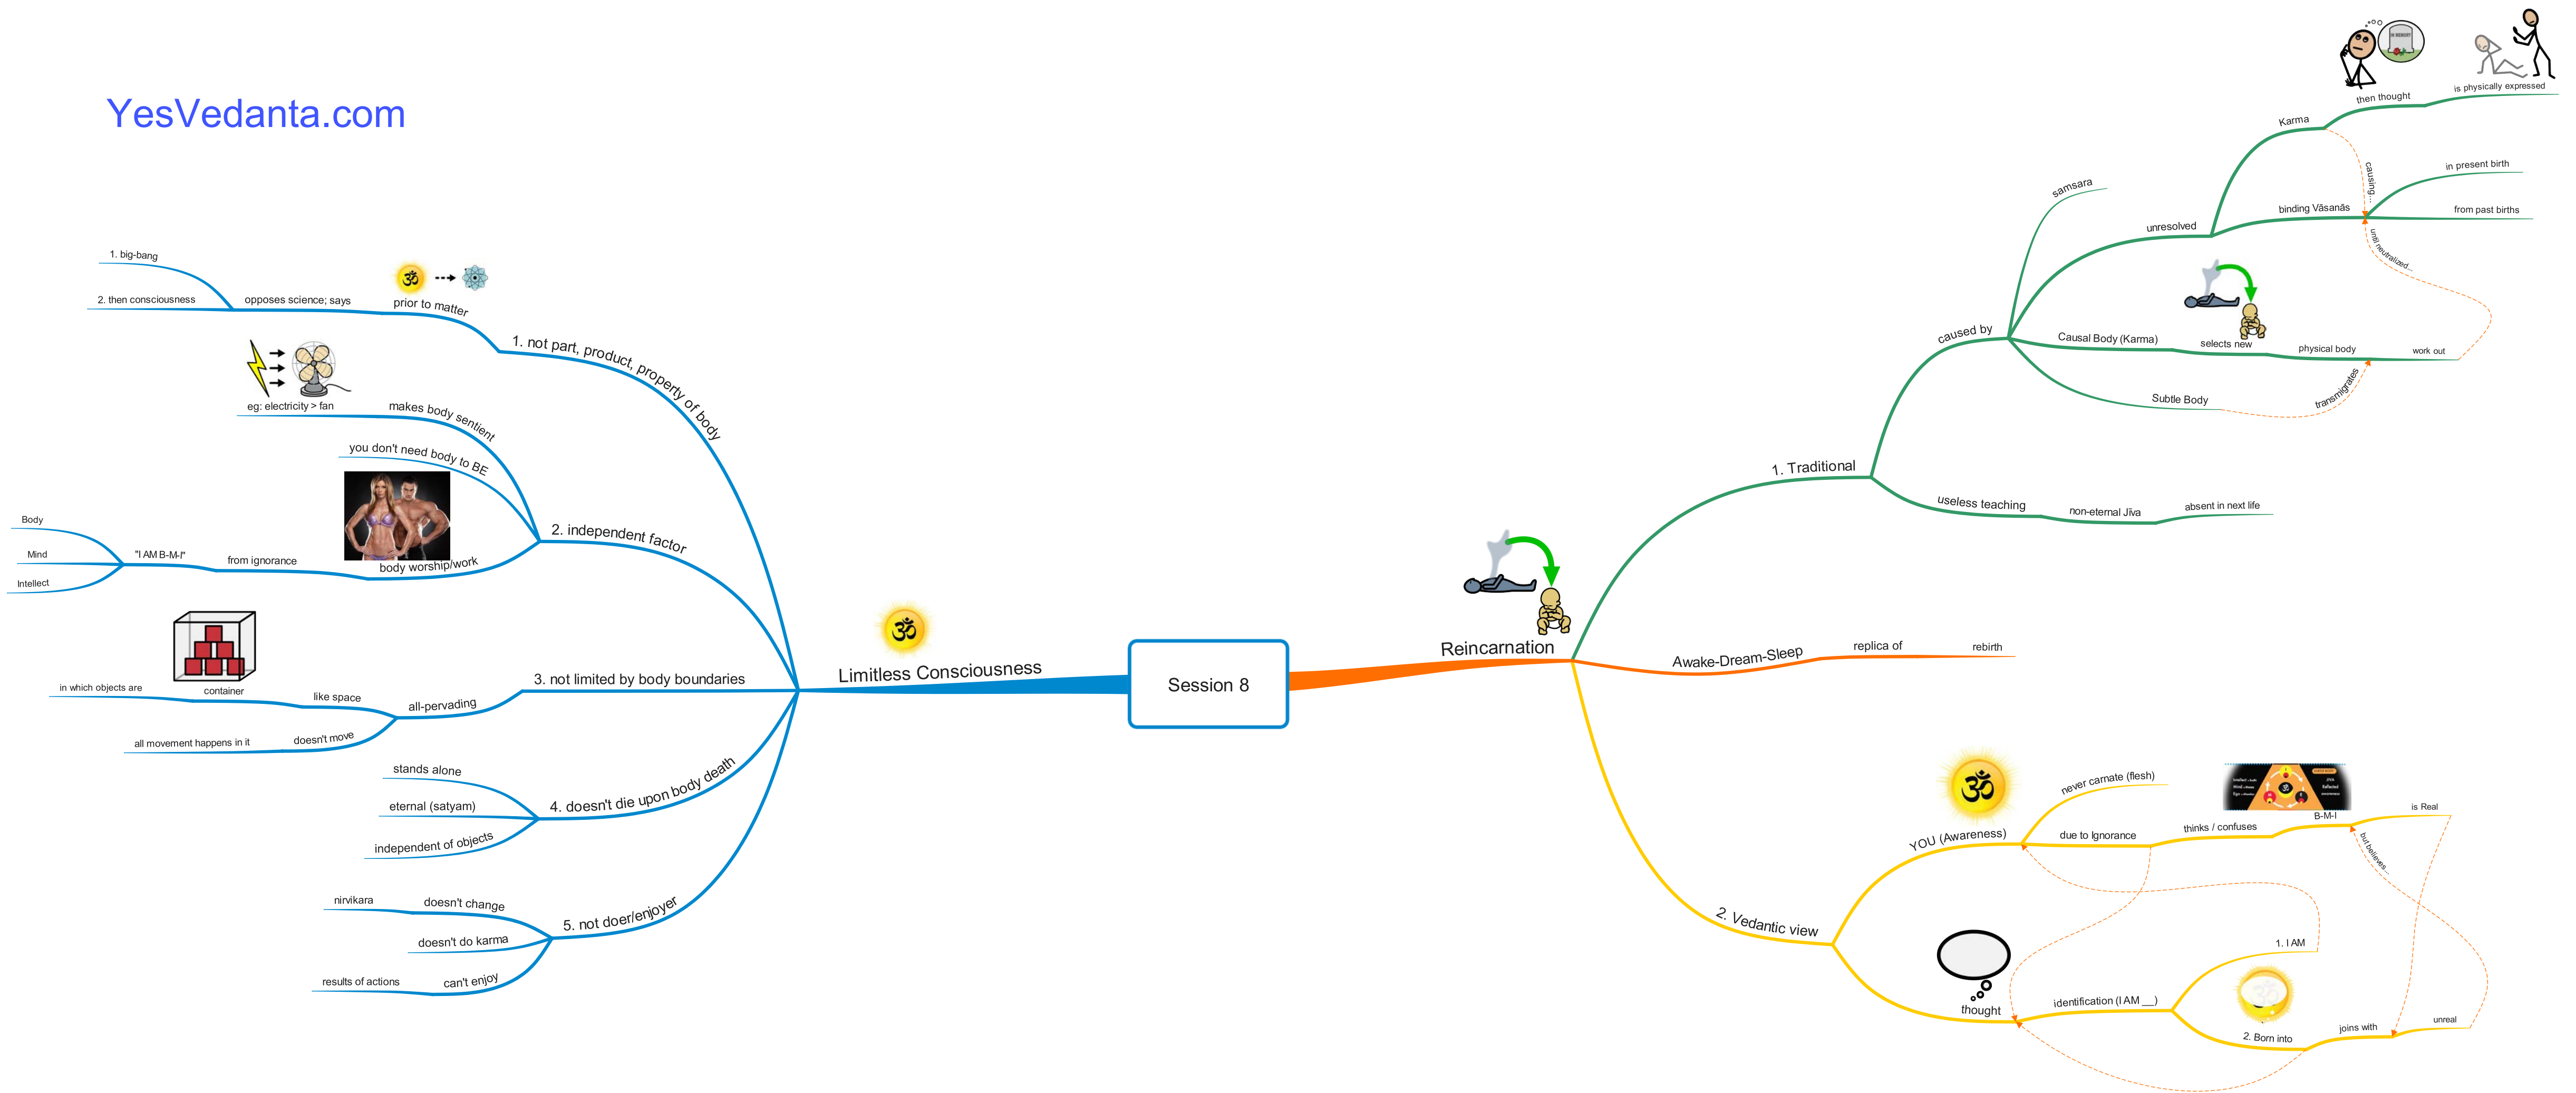 YesVedanta.com
Session 8
Limitless Consciousness
1. not part, product, property of body
prior to matter
opposes science; says
1. big-bang
2. then consciousness
2. independent factor
makes body sentient
eg: electricity > fan
you don't need body to BE
body worship/work
from ignorance
"I AM B-M-I"
Body
Mind
Intellect
3. not limited by body boundaries
all-pervading
like space
container
in which objects are
doesn't move
all movement happens in it
4. doesn't die upon body death
stands alone
eternal (satyam)
independent of objects
5. not doer/enjoyer
doesn't change
nirvikara
doesn't do karma
can't enjoy
results of actions
Reincarnation
1. Traditional
caused by
samsara
unresolved
Karma
then thought
IN MEMORY
is physically expressed
causing...
binding Vāsanās
in present birth
from past births
until neutralized...
Causal Body (Karma)
selects new
physical body
work out
Subtle Body
transmigrates
useless teaching
non-eternal Jīva
absent in next life
Awake-Dream-Sleep
replica of
rebirth
2. Vedantic view
YOU (Awareness)
never carnate (flesh)
due to Ignorance
thinks / confuses
B-M-I
is Real
but believes...
thought
identification (I AM __)
1. I AM
2. Born into
joins with
unreal
ॐ
ॐ
ॐ
ॐ